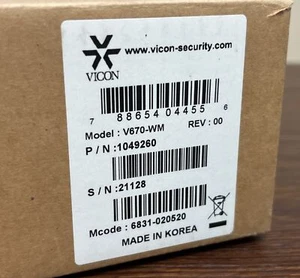 www.vicon-security.com
VICON
7 88654 04455 6
Model : V670-WM REV : 00
P / N :1049260
S / N :21128
Mcode : 6831-020520
MADE IN KOREA